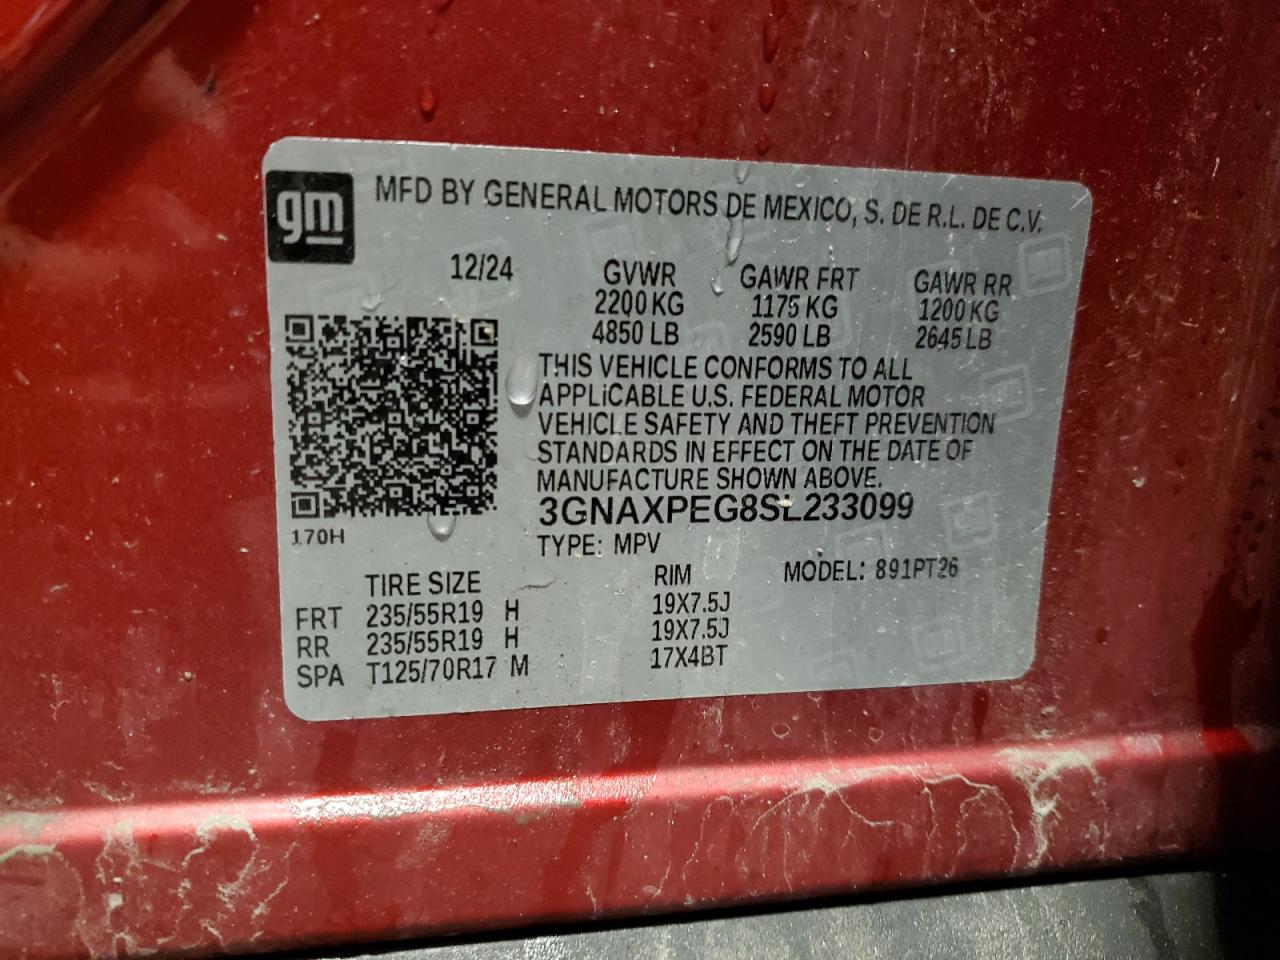 gm
MFD BY GENERAL MOTORS DE MEXICO, S. DE R.L. DE C.V.
12/24 GVWR GAWR FRT GAWR RR
2200 KG 1175 KG 1200 KG
4850 LB 2590 LB 2645 LB
THIS VEHICLE CONFORMS TO ALL
APPLICABLE U.S. FEDERAL MOTOR
VEHICLE SAFETY AND THEFT PREVENTION
STANDARDS IN EFFECT ON THE DATE OF
MANUFACTURE SHOWN ABOVE.
3GNAXPEG8SL233099
170H
TYPE: MPV
MODEL: 891PT26
TIRE SIZE RIM
FRT 235/55R19 H 19X7.5J
RR 235/55R19 H 19X7.5J
SPA T125/70R17 M 17X4BT